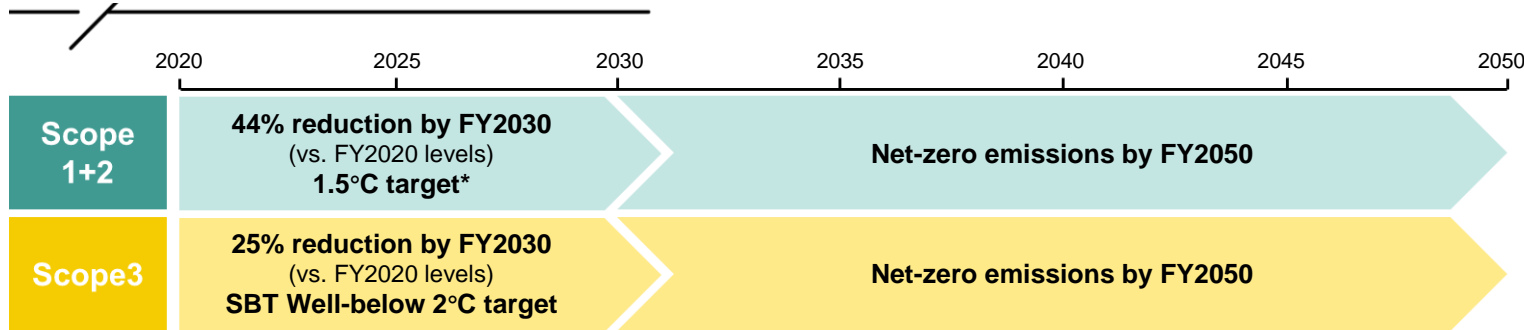 2020 2025 2030 2035 2040 2045 2050
Scope
1+2
44% reduction by FY2030
(vs. FY2020 levels)
1.5°C target*
Net-zero emissions by FY2050
Scope3
25% reduction by FY2030
(vs. FY2020 levels)
SBT Well-below 2°C target
Net-zero emissions by FY2050